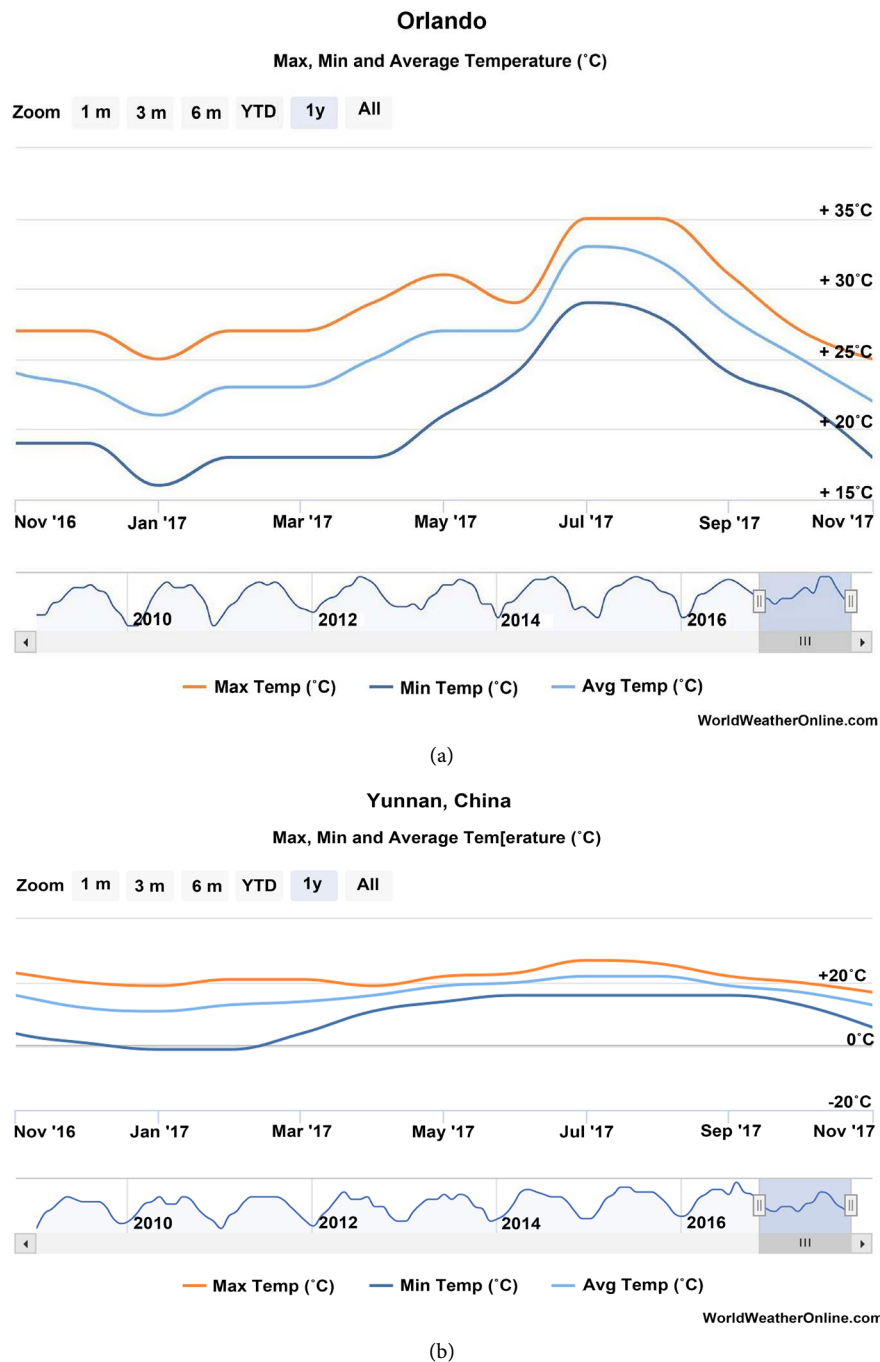 Orlando
Max, Min and Average Temperature (˚C)
Zoom 1 m 3 m 6 m YTD 1y All
+ 35˚C
+ 30˚C
+ 25˚C
+ 20˚C
+ 15˚C
Nov '16 Jan '17 Mar '17 May '17 Jul '17 Sep '17 Nov '17
2010 2012 2014 2016
Max Temp (˚C) Min Temp (˚C) Avg Temp (˚C)
WorldWeatherOnline.com
(a)
Yunnan, China
Max, Min and Average Tem[erature (˚C)
Zoom 1 m 3 m 6 m YTD 1y All
+20˚C
0˚C
-20˚C
Nov '16 Jan '17 Mar '17 May '17 Jul '17 Sep '17 Nov '17
2010 2012 2014 2016
Max Temp (˚C) Min Temp (˚C) Avg Temp (˚C)
WorldWeatherOnline.com
(b)